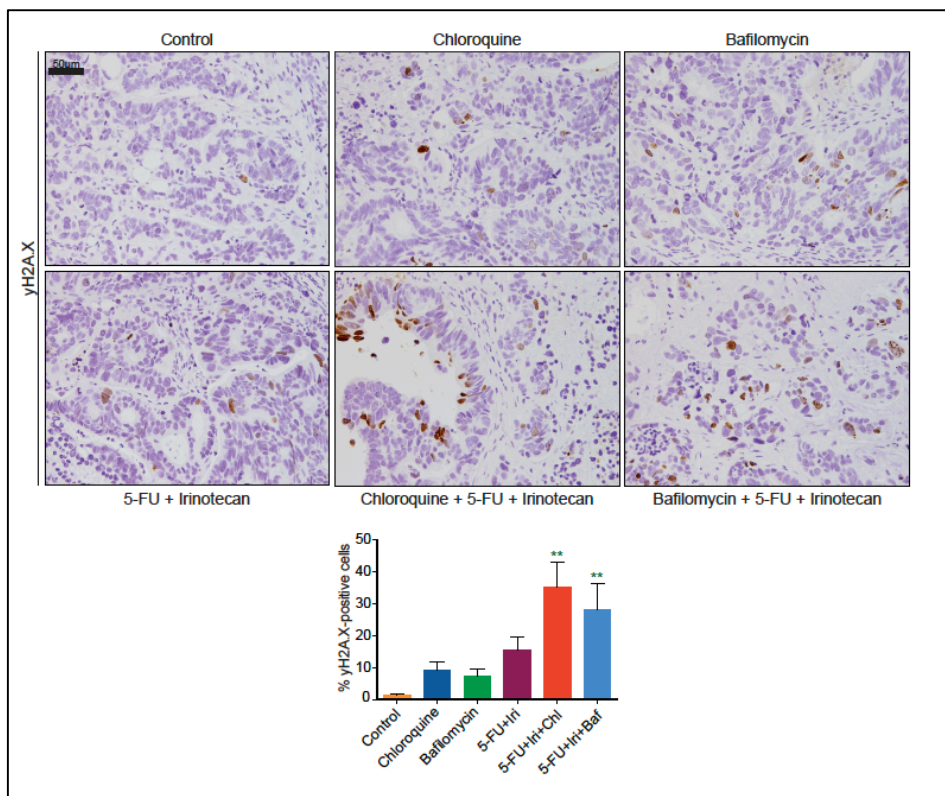 Control Chloroquine Bafilomycin
50µm
γH2A.X
5-FU + Irinotecan Chloroquine + 5-FU + Irinotecan Bafilomycin + 5-FU + Irinotecan
% γH2A.X-positive cells
50
40
30
20
10
0
** **
Control Chloroquine Bafilomycin 5-FU+Iri 5-FU+Iri+Chl 5-FU+Iri+Baf